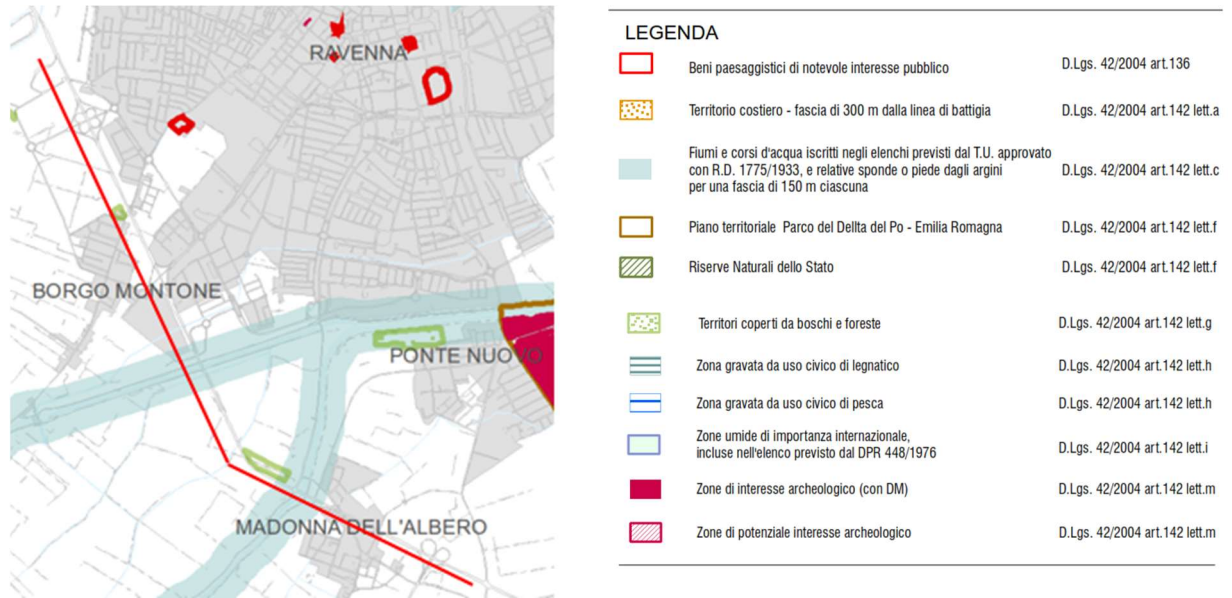 RAVENNA
BORGO MONTONE
PONTE NUOVO
MADONNA DELL'ALBERO
LEGENDA
Beni paesaggistici di notevole interesse pubblico D.Lgs. 42/2004 art.136
Territorio costiero - fascia di 300 m dalla linea di battigia D.Lgs. 42/2004 art.142 lett.a
Fiumi e corsi d'acqua iscritti negli elenchi previsti dal T.U. approvato
con R.D. 1775/1933, e relative sponde o piede dagli argini D.Lgs. 42/2004 art.142 lett.c
per una fascia di 150 m ciascuna
Piano territoriale Parco del Dellta del Po - Emilia Romagna D.Lgs. 42/2004 art.142 lett.f
Riserve Naturali dello Stato D.Lgs. 42/2004 art.142 lett.f
Territori coperti da boschi e foreste D.Lgs. 42/2004 art.142 lett.g
Zona gravata da uso civico di legnatico D.Lgs. 42/2004 art.142 lett.h
Zona gravata da uso civico di pesca D.Lgs. 42/2004 art.142 lett.h
Zone umide di importanza internazionale,
incluse nell'elenco previsto dal DPR 448/1976 D.Lgs. 42/2004 art.142 lett.i
Zone di interesse archeologico (con DM) D.Lgs. 42/2004 art.142 lett.m
Zone di potenziale interesse archeologico D.Lgs. 42/2004 art.142 lett.m